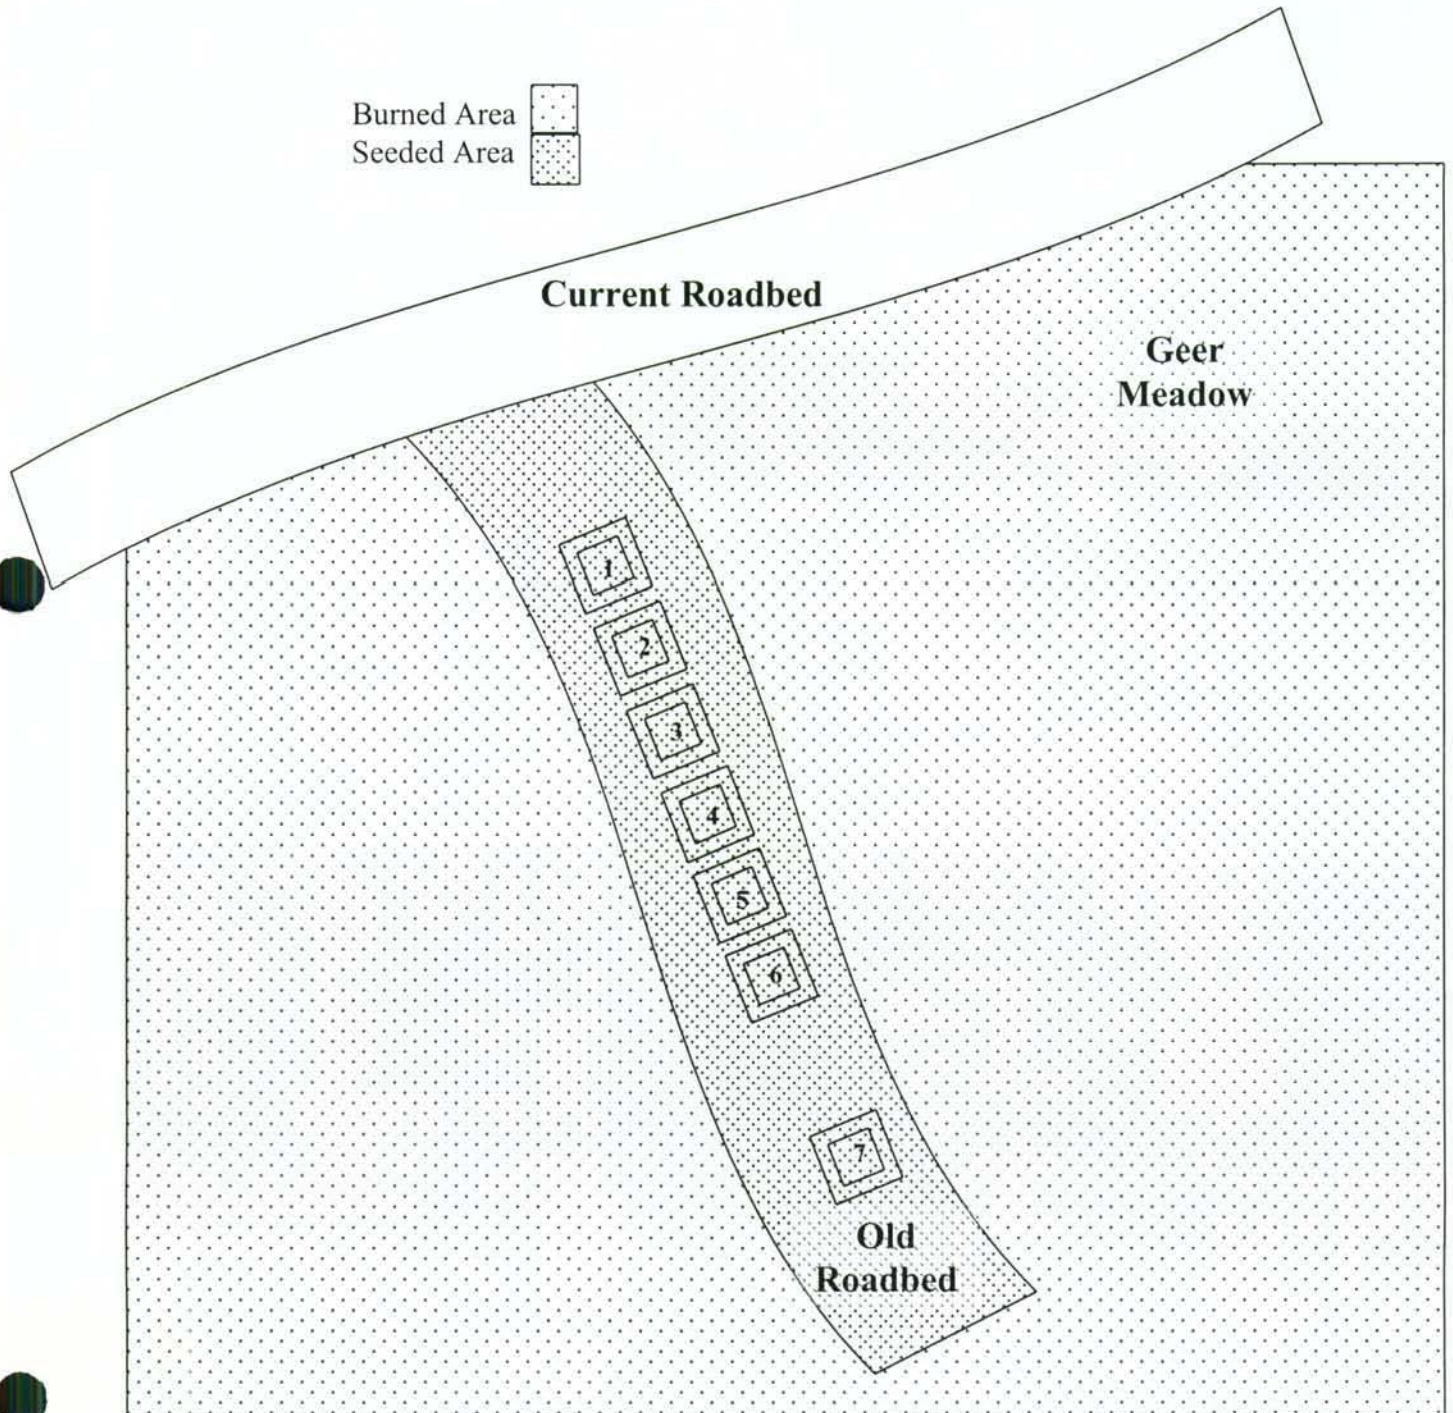 Burned Area
Seeded Area
Current Roadbed
Geer
Meadow
1
2
3
4
5
6
7
Old
Roadbed